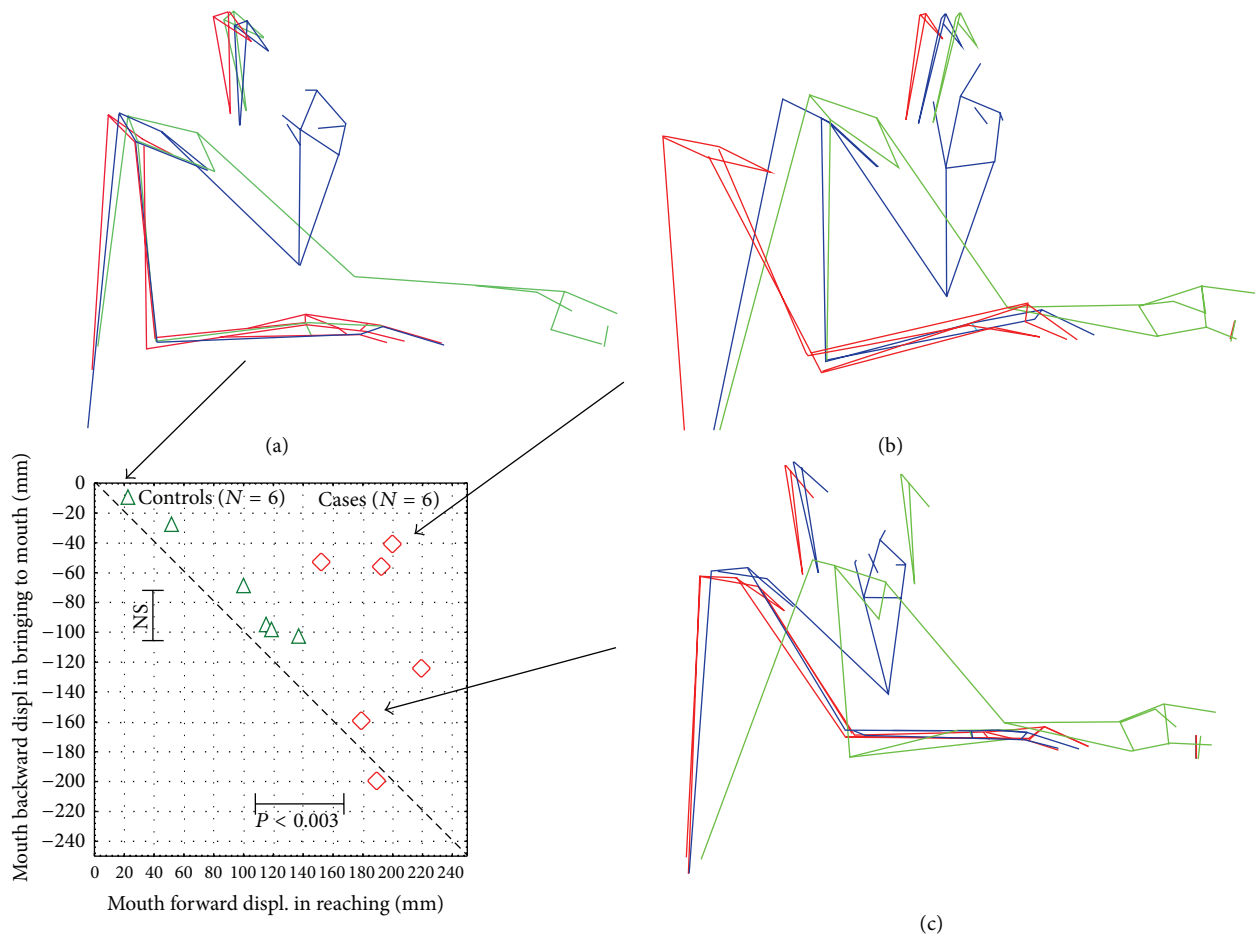 (a)
(b)
Controls (N = 6)
Cases (N = 6)
0
−20
−40
−60
−80
−100
−120
−140
−160
−180
−200
−220
−240
Mouth backward displ in bringing to mouth (mm)
NS.
P < 0.003
0 20 40 60 80 100 120 140 160 180 200 220 240
Mouth forward displ. in reaching (mm)
(c)